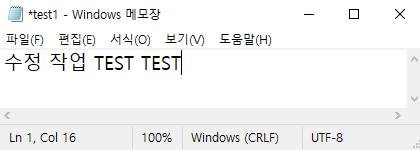 *test1 - Windows 메모장
파일(F) 편집(E) 서식(O) 보기(V) 도움말(H)
수정 작업 TEST TEST
Ln 1, Col 16 100% Windows (CRLF) UTF-8